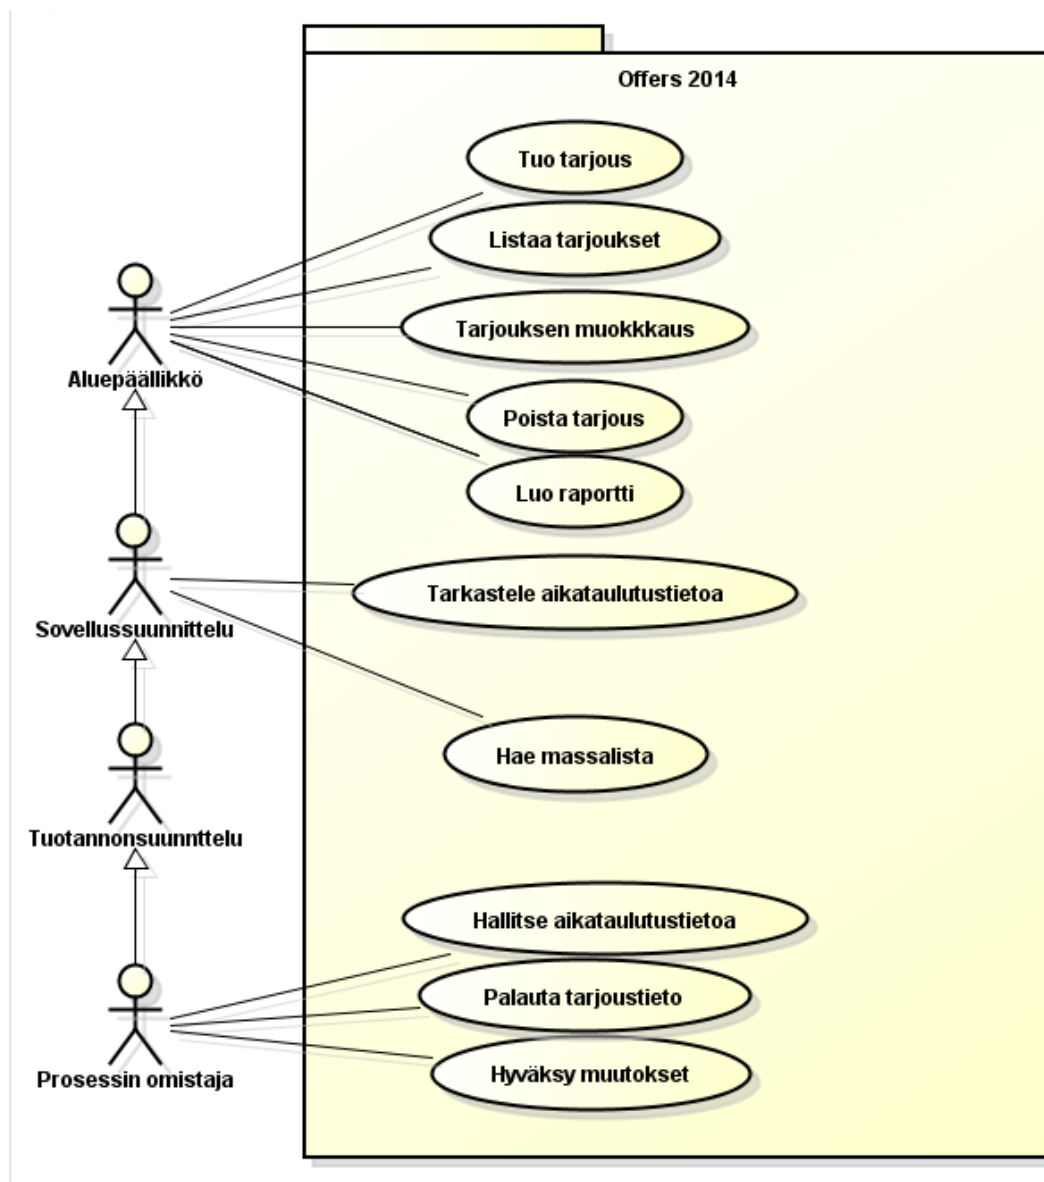 Offers 2014
Tuo tarjous
Listaa tarjoukset
Tarjouksen muokkkaus
Aluepäällikkö
Poista tarjous
Luo raportti
Tarkastele aikataulutustietoa
Sovellussuunnittelu
Hae massalista
Tuotannonsuunnttelu
Hallitse aikataulutustietoa
Palauta tarjoustieto
Hyväksy muutokset
Prosessin omistaja